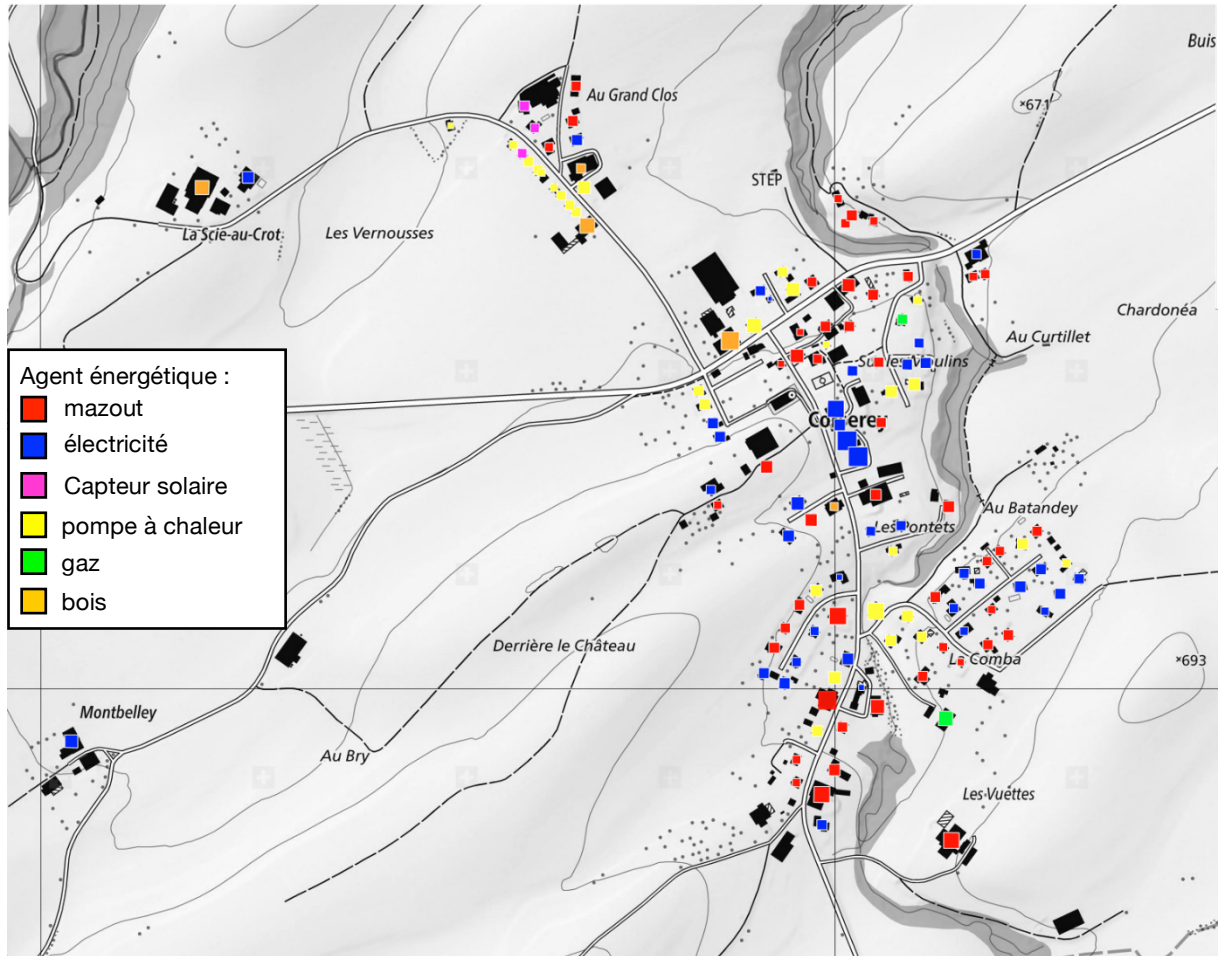 Buis
Au Grand Clos
×671
STEP
La Scie-au-Crot
Les Vernousses
Chardonéa
Au Curtillet
Agent énergétique :
mazout
électricité
Capteur solaire
pompe à chaleur
gaz
bois
Les Pontets
Au Batandey
Derrière le Château
La Comba
×693
Montbelley
Au Bry
Les Vuettes